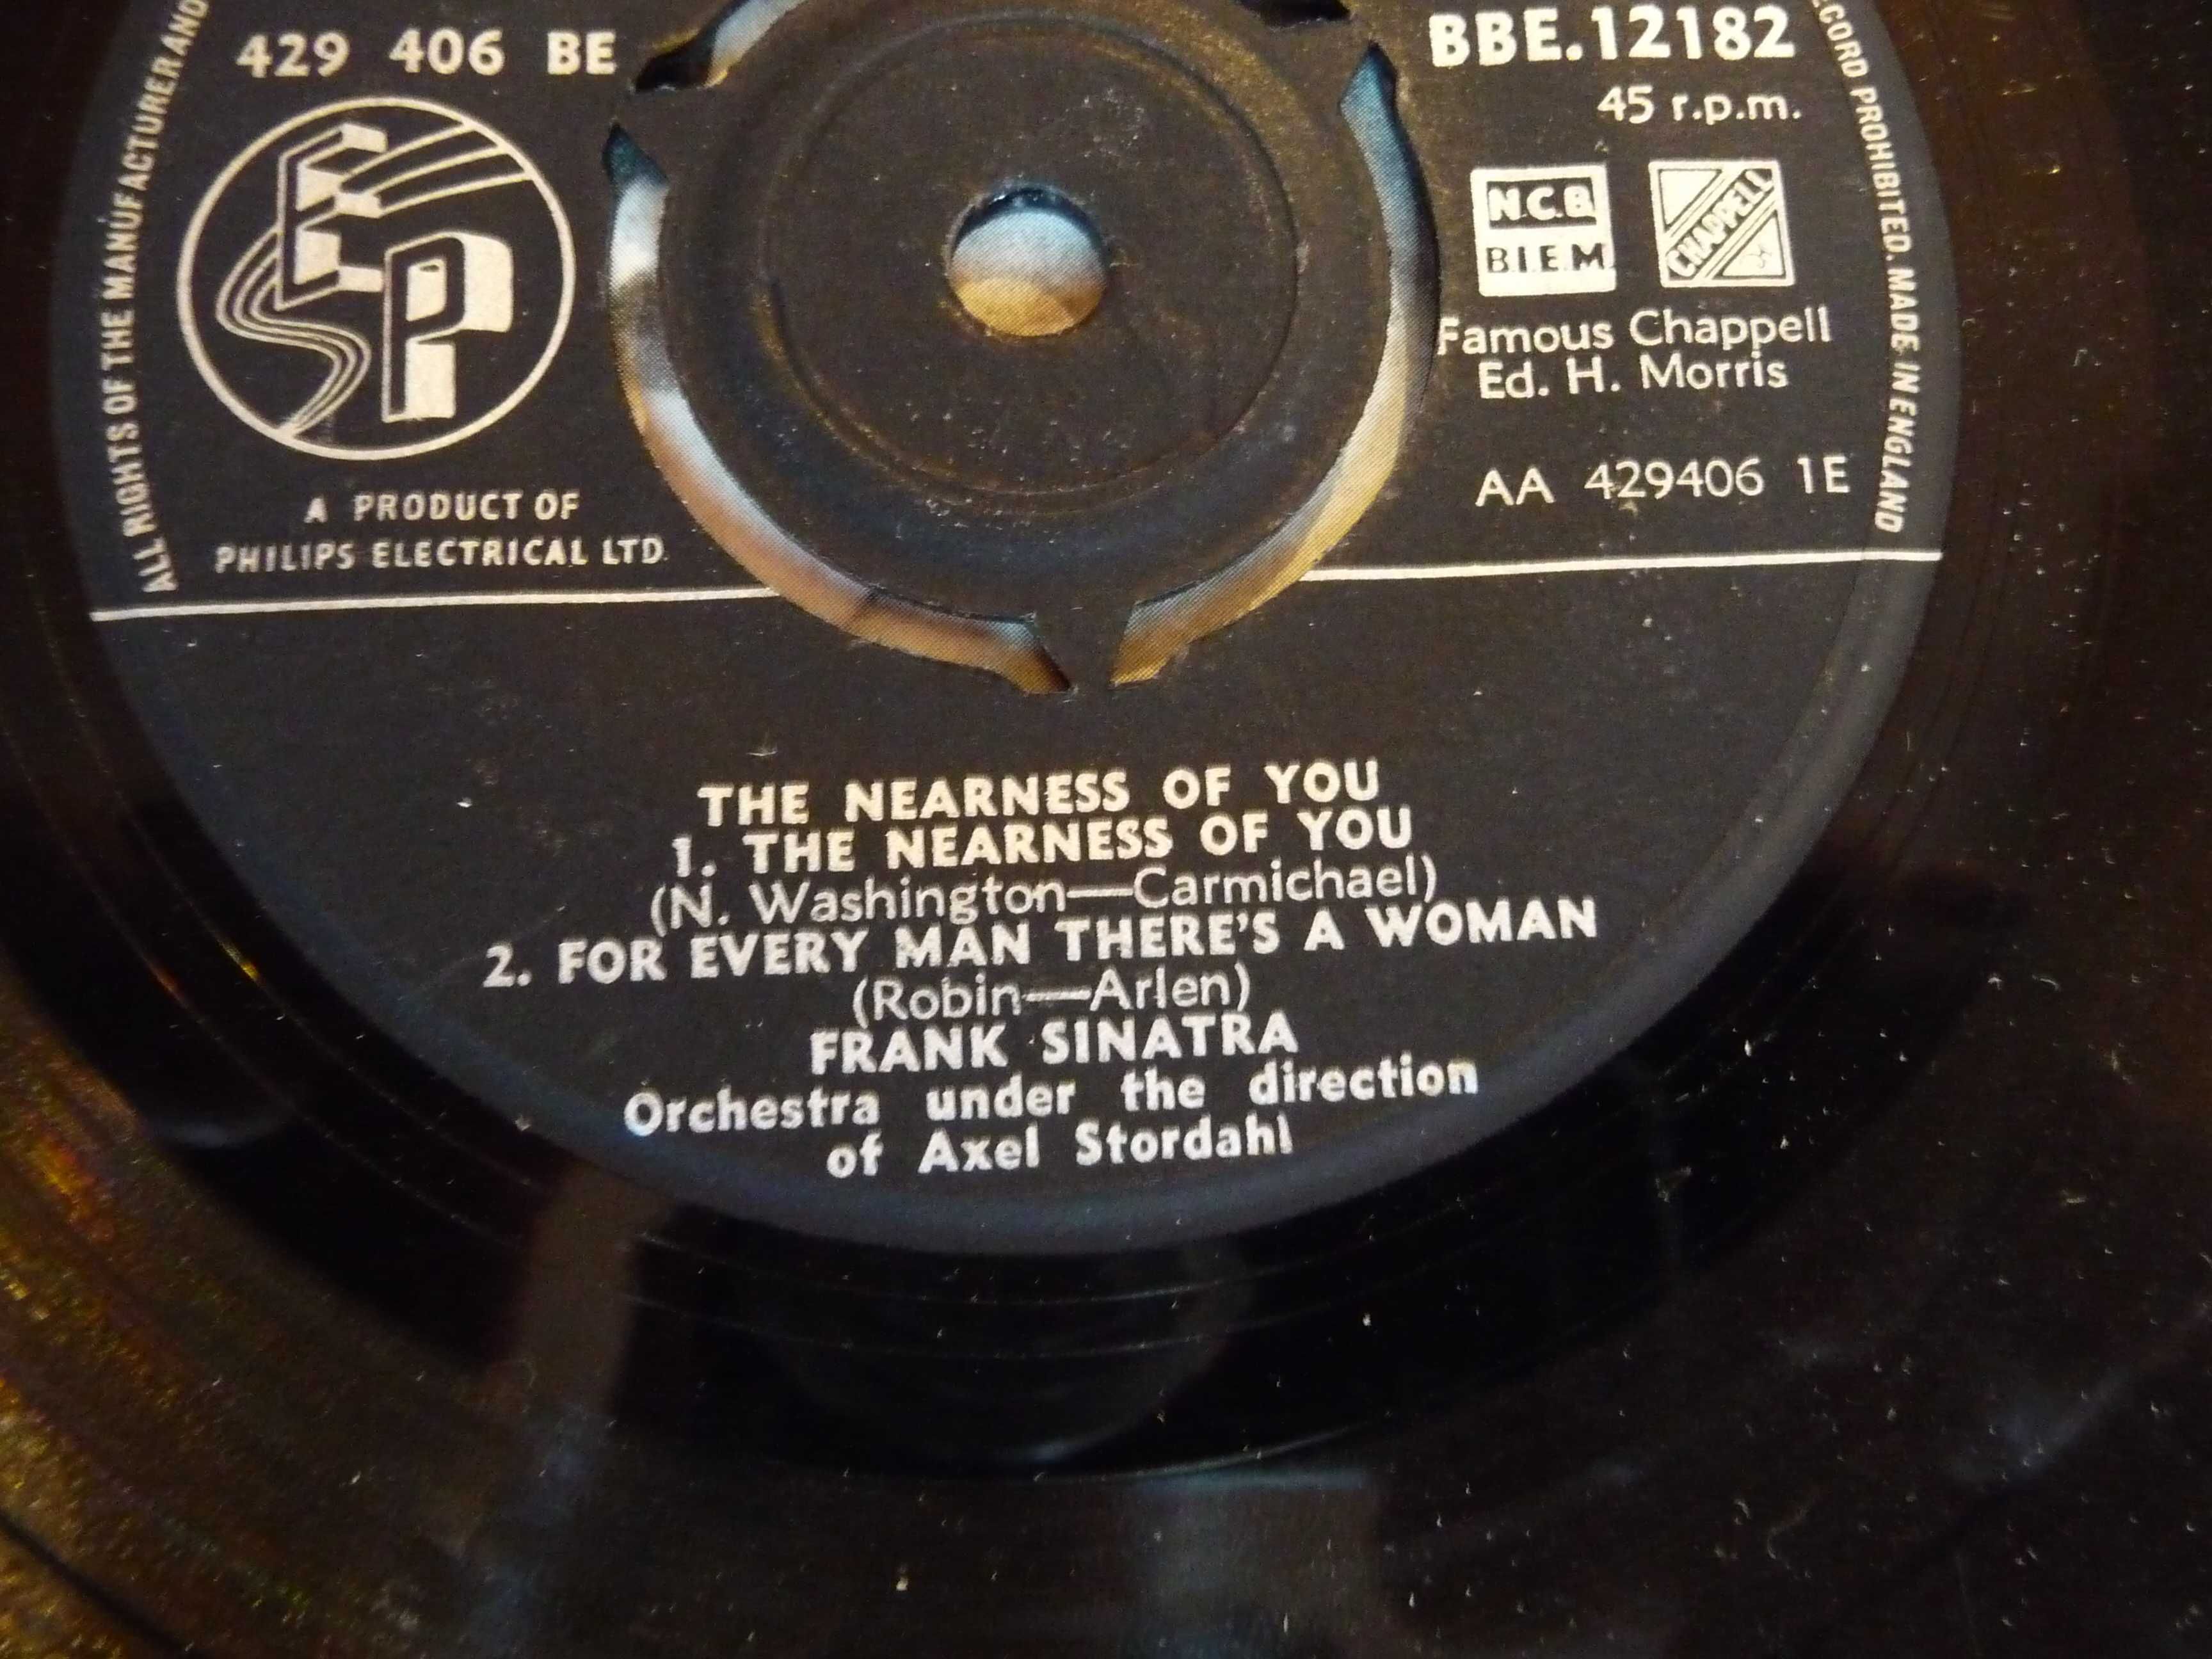 429 406 BE
BBE.12182
45 r.p.m.
EP
N.C.B.
B.I.E.M.
CHAPPELL
Famous Chappell
Ed. H. Morris
AA 429406 1E
A PRODUCT OF
PHILIPS ELECTRICAL LTD.
ALL RIGHTS OF THE MANUFACTURER AND
RECORD PROHIBITED. MADE IN ENGLAND
THE NEARNESS OF YOU
1. THE NEARNESS OF YOU
(N. Washington—Carmichael)
2. FOR EVERY MAN THERE'S A WOMAN
(Robin—Arlen)
FRANK SINATRA
Orchestra under the direction
of Axel Stordahl